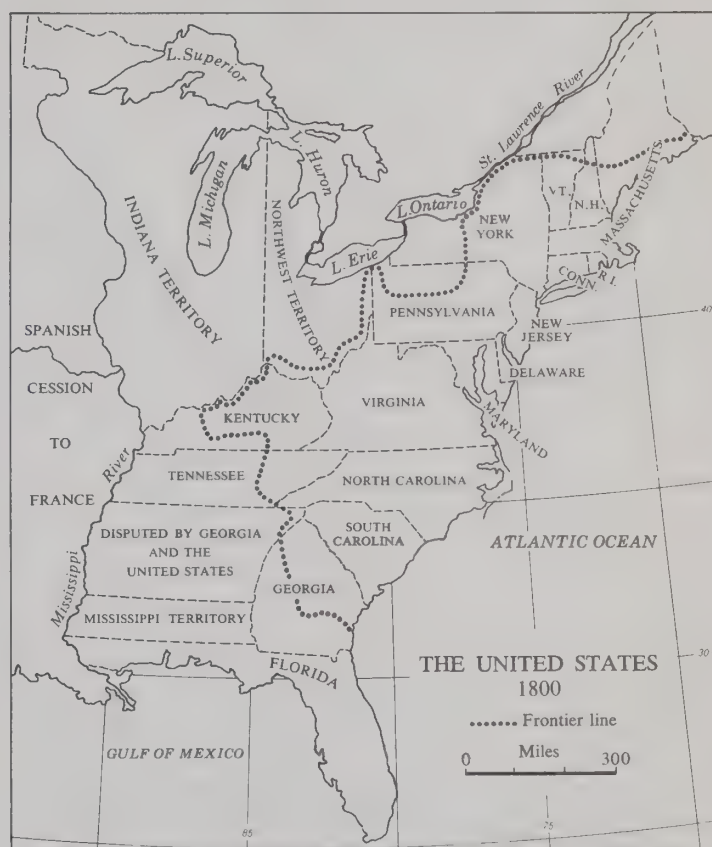 L. Superior
L. Michigan
L. Huron
St. Lawrence River
L. Ontario
L. Erie
INDIANA TERRITORY
NORTHWEST TERRITORY
VT.
N.H.
MASSACHUSETTS
NEW
YORK
CONN.
R I.
PENNSYLVANIA
NEW
JERSEY
DELAWARE
MARYLAND
40
SPANISH
CESSION
TO
FRANCE
Mississippi River
KENTUCKY
VIRGINIA
TENNESSEE
NORTH CAROLINA
DISPUTED BY GEORGIA
AND THE
UNITED STATES
SOUTH
CAROLINA
GEORGIA
MISSISSIPPI TERRITORY
FLORIDA
ATLANTIC OCEAN
GULF OF MEXICO
30
THE UNITED STATES
1800
Frontier line
Miles
0 300
85
75